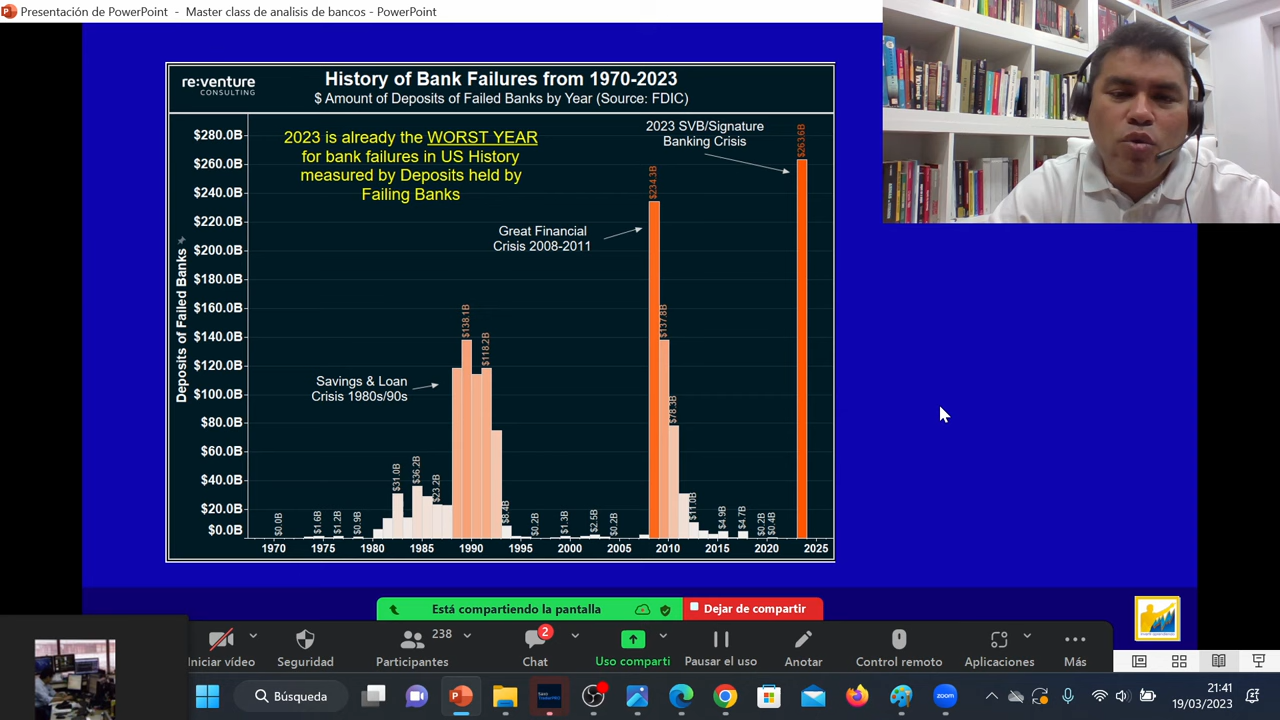 Presentación de PowerPoint - Master class de analisis de bancos - PowerPoint
re:venture
CONSULTING
History of Bank Failures from 1970-2023
$ Amount of Deposits of Failed Banks by Year (Source: FDIC)
2023 is already the WORST YEAR
for bank failures in US History
measured by Deposits held by
Failing Banks
2023 SVB/Signature
Banking Crisis
Great Financial
Crisis 2008-2011
Savings & Loan
Crisis 1980s/90s
Deposits of Failed Banks
$280.0B
$260.0B
$240.0B
$220.0B
$200.0B
$180.0B
$160.0B
$140.0B
$120.0B
$100.0B
$80.0B
$60.0B
$40.0B
$20.0B
$0.0B
$0.0B
$1.6B
$1.2B
$0.9B
$31.0B
$36.2B
$23.2B
$138.1B
$118.2B
$8.4B
$0.2B
$1.3B
$2.5B
$0.2B
$234.3B
$137.8B
$78.3B
$11.0B
$4.9B
$4.7B
$0.2B
$0.4B
$263.6B
1970 1975 1980 1985 1990 1995 2000 2005 2010 2015 2020 2025
Está compartiendo la pantalla
Dejar de compartir
238
2
Iniciar vídeo
Seguridad
Participantes
Chat
Uso comparti
Pausar el uso
Anotar
Control remoto
Aplicaciones
Más
Búsqueda
zoom
21:41
19/03/2023